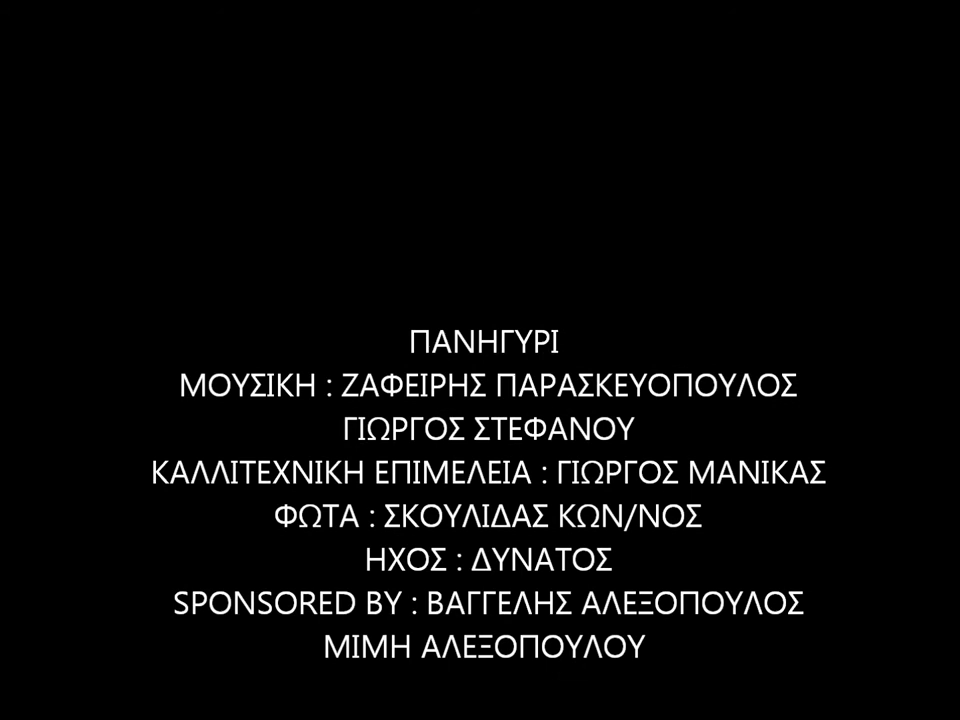 ΠΑΝΗΓΥΡΙ
ΜΟΥΣΙΚΗ : ΖΑΦΕΙΡΗΣ ΠΑΡΑΣΚΕΥΟΠΟΥΛΟΣ
ΓΙΩΡΓΟΣ ΣΤΕΦΑΝΟΥ
ΚΑΛΛΙΤΕΧΝΙΚΗ ΕΠΙΜΕΛΕΙΑ : ΓΙΩΡΓΟΣ ΜΑΝΙΚΑΣ
ΦΩΤΑ : ΣΚΟΥΛΙΔΑΣ ΚΩΝ/ΝΟΣ
ΗΧΟΣ : ΔΥΝΑΤΟΣ
SPONSORED BY : ΒΑΓΓΕΛΗΣ ΑΛΕΞΟΠΟΥΛΟΣ
ΜΙΜΗ ΑΛΕΞΟΠΟΥΛΟΥ